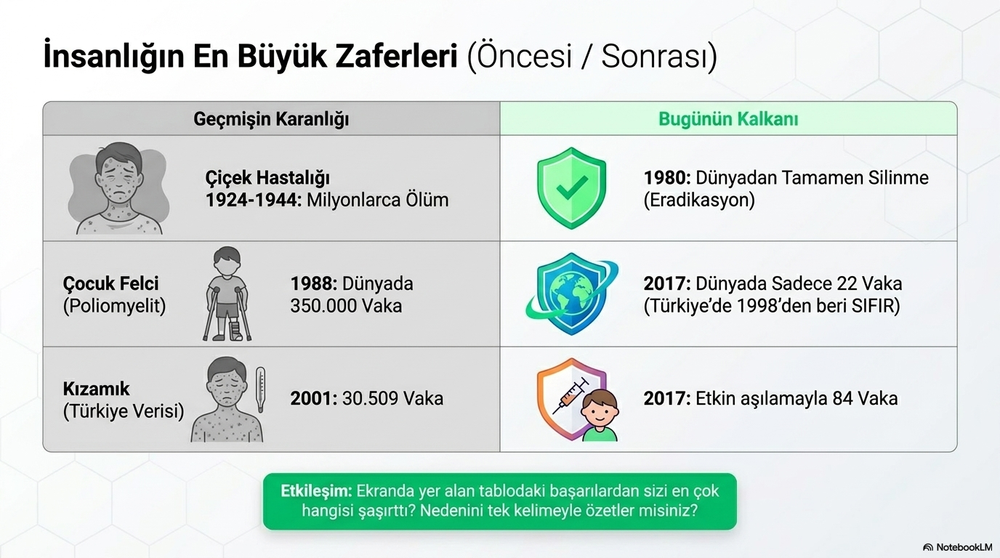 İnsanlığın En Büyük Zaferleri (Öncesi / Sonrası)
Geçmişin Karanlığı
Bugünün Kalkanı
Çiçek Hastalığı
1924-1944: Milyonlarca Ölüm
1980: Dünyadan Tamamen Silinme
(Eradikasyon)
Çocuk Felci
(Poliomyelit)
1988: Dünyada
350.000 Vaka
2017: Dünyada Sadece 22 Vaka
(Türkiye'de 1998'den beri SIFIR)
Kızamık
(Türkiye Verisi)
2001: 30.509 Vaka
2017: Etkin aşılamayla 84 Vaka
Etkileşim: Ekranda yer alan tablodaki başarılardan sizi en çok
hangisi şaşırttı? Nedenini tek kelimeyle özetler misiniz?
NotebookLM